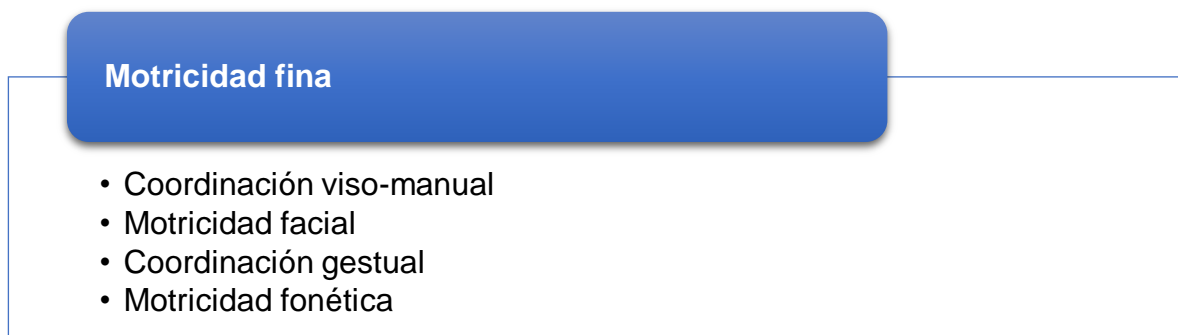 Motricidad fina
• Coordinación viso-manual
• Motricidad facial
• Coordinación gestual
• Motricidad fonética